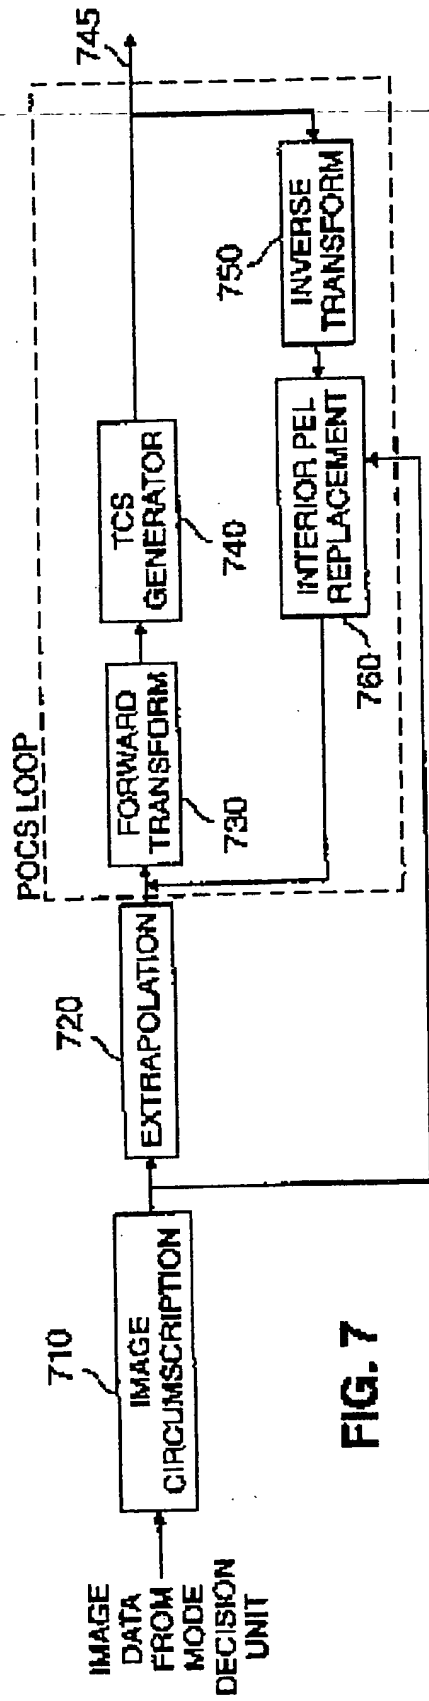 IMAGE
DATA
FROM
MODE
DECISION
UNIT
710
IMAGE
CIRCUMSCRIPTION
720
EXTRAPOLATION
POCS LOOP
FORWARD
TRANSFORM
730
TCS
GENERATOR
740
745
750
INVERSE
TRANSFORM
INTERIOR PEL
REPLACEMENT
760
FIG. 7